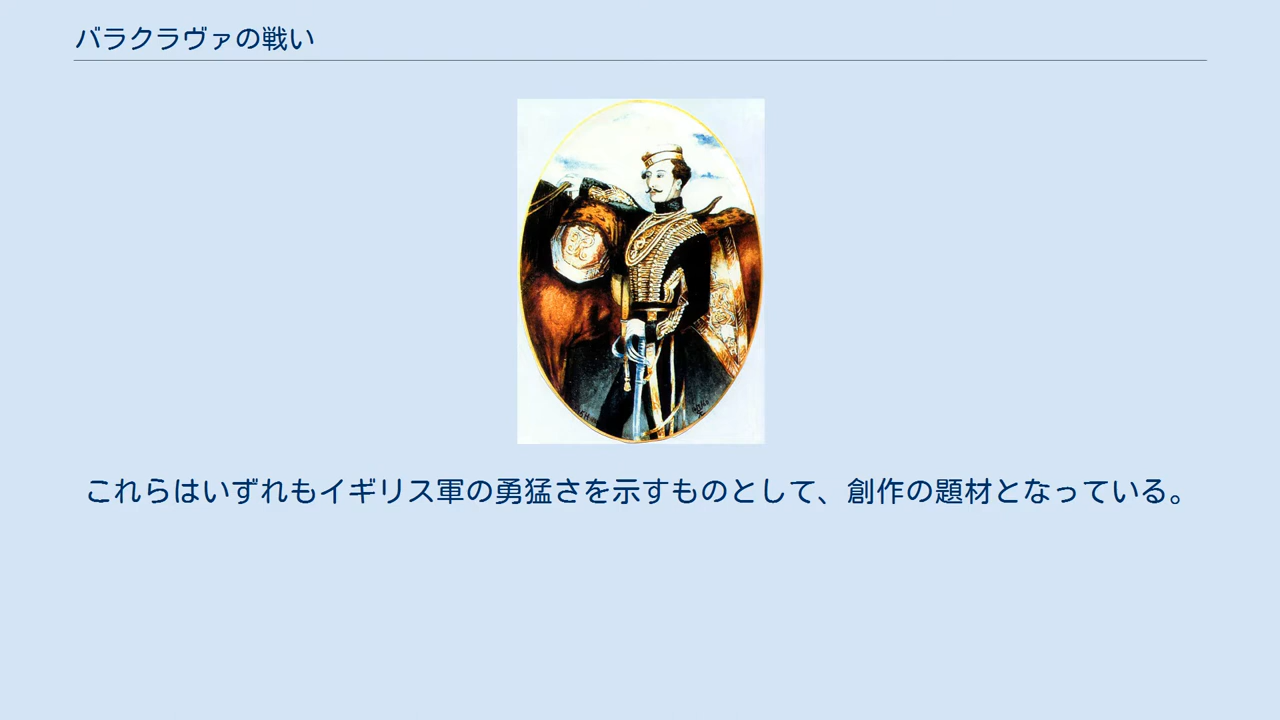 バラクラヴァの戦い
これらはいずれもイギリス軍の勇猛さを示すものとして、創作の題材となっている。